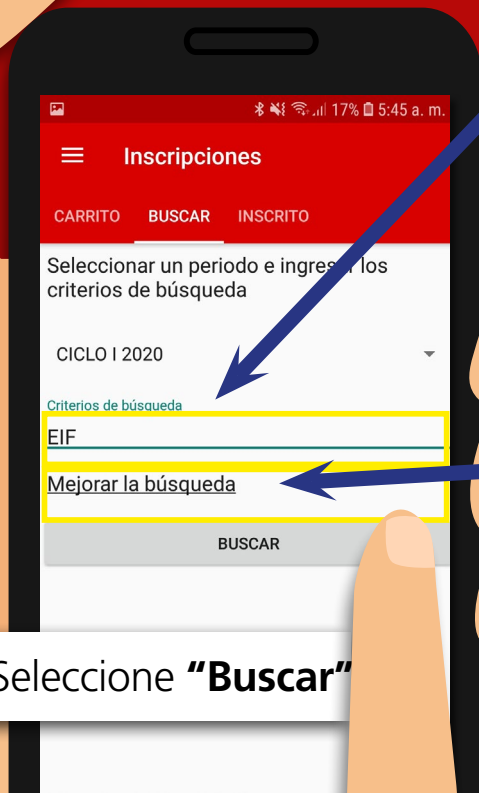 17% 5:45 a. m.
Inscripciones
CARRITO BUSCAR INSCRITO
Seleccionar un periodo e ingresar los
criterios de búsqueda
CICLO I 2020
Criterios de búsqueda
EIF
Mejorar la búsqueda
BUSCAR
Seleccione “Buscar”